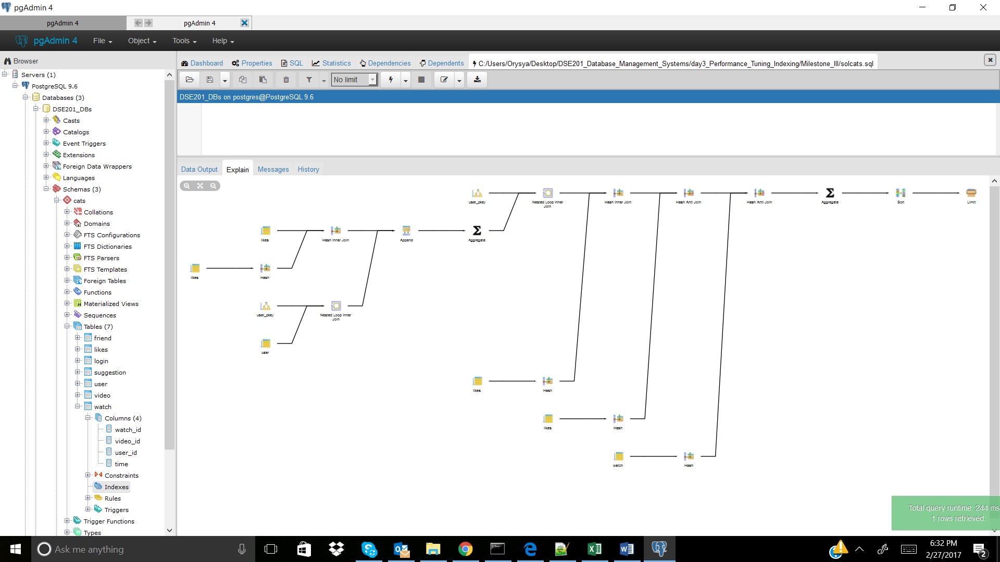 pgAdmin 4
pgAdmin 4
pgAdmin 4
pgAdmin 4
File
Object
Tools
Help
Browser
Servers (1)
PostgreSQL 9.6
Databases (3)
DSE201_DBs
Casts
Catalogs
Event Triggers
Extensions
Foreign Data Wrappers
Languages
Schemas (3)
cats
Collations
Domains
FTS Configurations
FTS Dictionaries
FTS Parsers
FTS Templates
Foreign Tables
Functions
Materialized Views
Sequences
Tables (7)
friend
likes
login
suggestion
user
video
watch
Columns (4)
watch_id
video_id
user_id
time
Constraints
Indexes
Rules
Triggers
Trigger Functions
Types
Dashboard
Properties
SQL
Statistics
Dependencies
Dependents
C:/Users/Orysya/Desktop/DSE201_Database_Management_Systems/day3_Performance_Tuning_Indexing/Milestone_III/solcats.sql
No limit
DSE201_DBs on postgres@PostgreSQL 9.6
Data Output
Explain
Messages
History
user_pkey
Nested Loop Inner
Join
Hash Inner Join
Hash Anti Join
Hash Anti Join
Aggregate
Sort
Limit
likes
Hash Inner Join
Append
Aggregate
likes
Hash
user_pkey
Nested Loop Inner
Join
user
likes
Hash
likes
Hash
watch
Hash
Total query runtime: 244 ms
1 rows retrieved.
Ask me anything
6:32 PM
2/27/2017
2